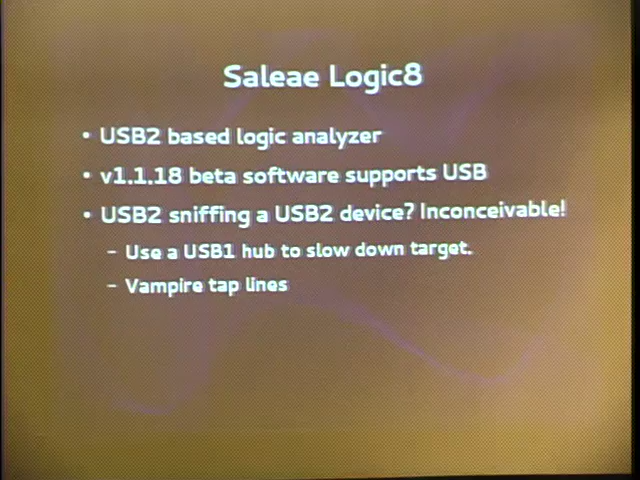 Saleae Logic8
• USB2 based logic analyzer
• v1.1.18 beta software supports USB
• USB2 sniffing a USB2 device? Inconceivable!
– Use a USB1 hub to slow down target.
– Vampire tap lines